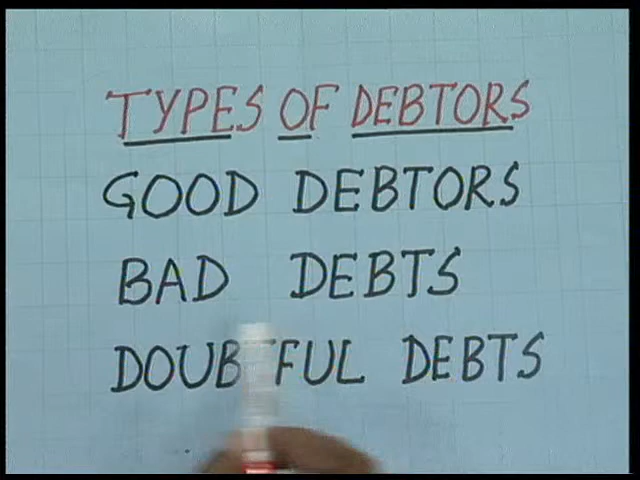 TYPES OF DEBTORS
GOOD DEBTORS
BAD DEBTS
DOUBTFUL DEBTS